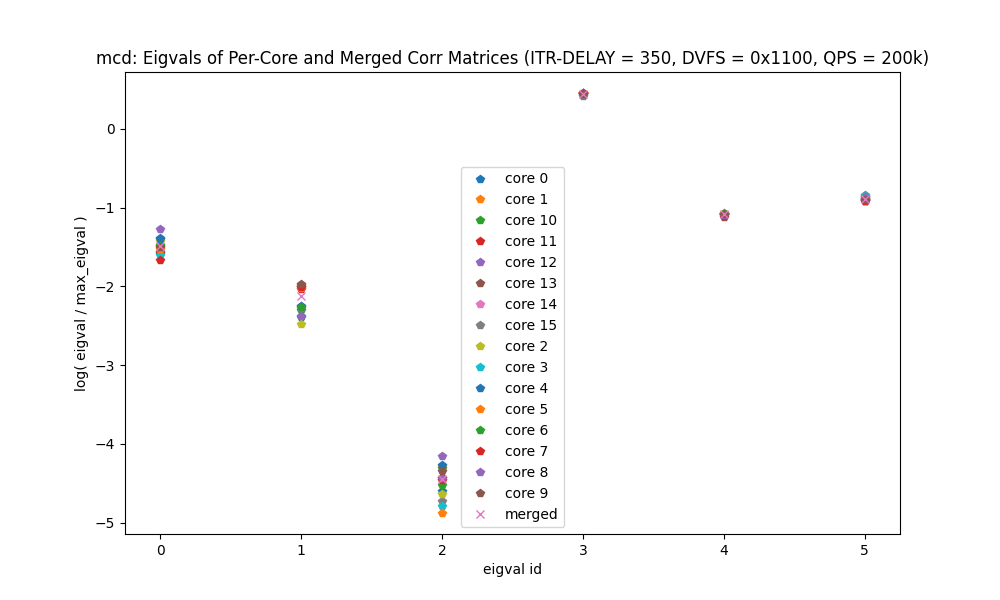 mcd: Eigvals of Per-Core and Merged Corr Matrices (ITR-DELAY = 350, DVFS = 0x1100, QPS = 200k)
log( eigval / max_eigval )
0
−1
−2
−3
−4
−5
core 0
core 1
core 10
core 11
core 12
core 13
core 14
core 15
core 2
core 3
core 4
core 5
core 6
core 7
core 8
core 9
merged
0
1
2
3
4
5
eigval id